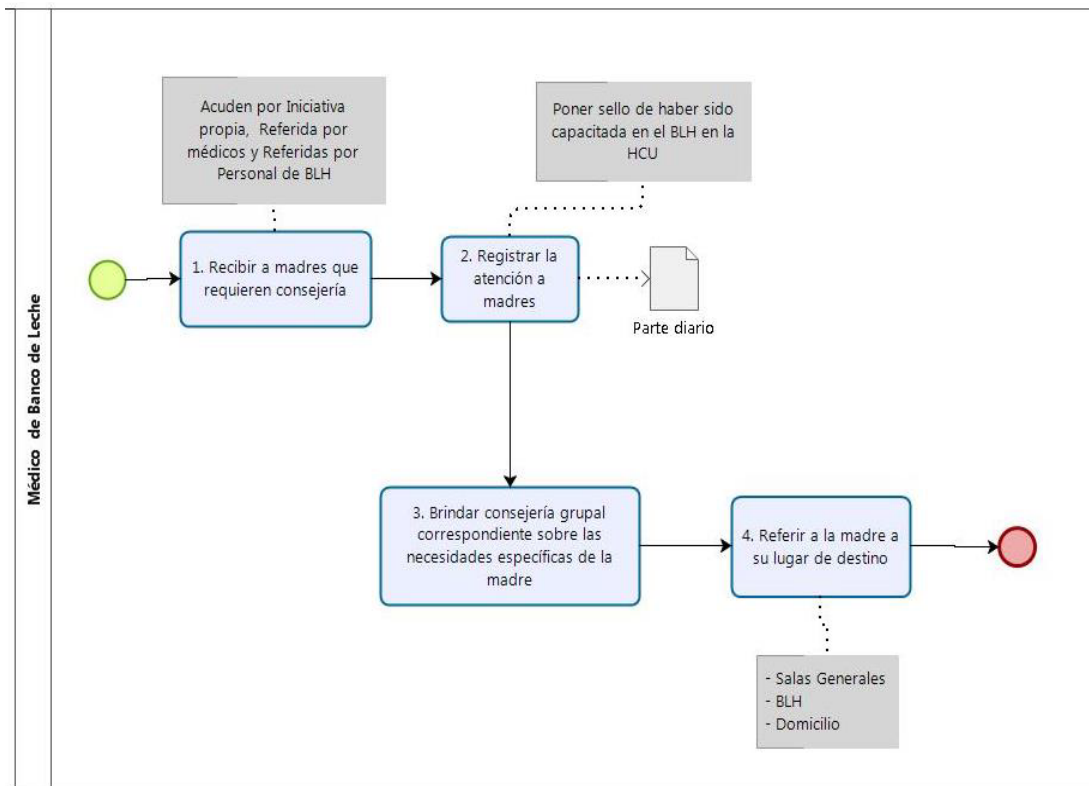 Médico de Banco de Leche
Acuden por Iniciativa
propia, Referida por
médicos y Referidas por
Personal de BLH
Poner sello de haber sido
capacitada en el BLH en la
HCU
1. Recibir a madres que
requieren consejería
2. Registrar la
atención a
madres
Parte diario
3. Brindar consejería grupal
correspondiente sobre las
necesidades específicas de la
madre
4. Referir a la madre a
su lugar de destino
- Salas Generales
- BLH
- Domicilio